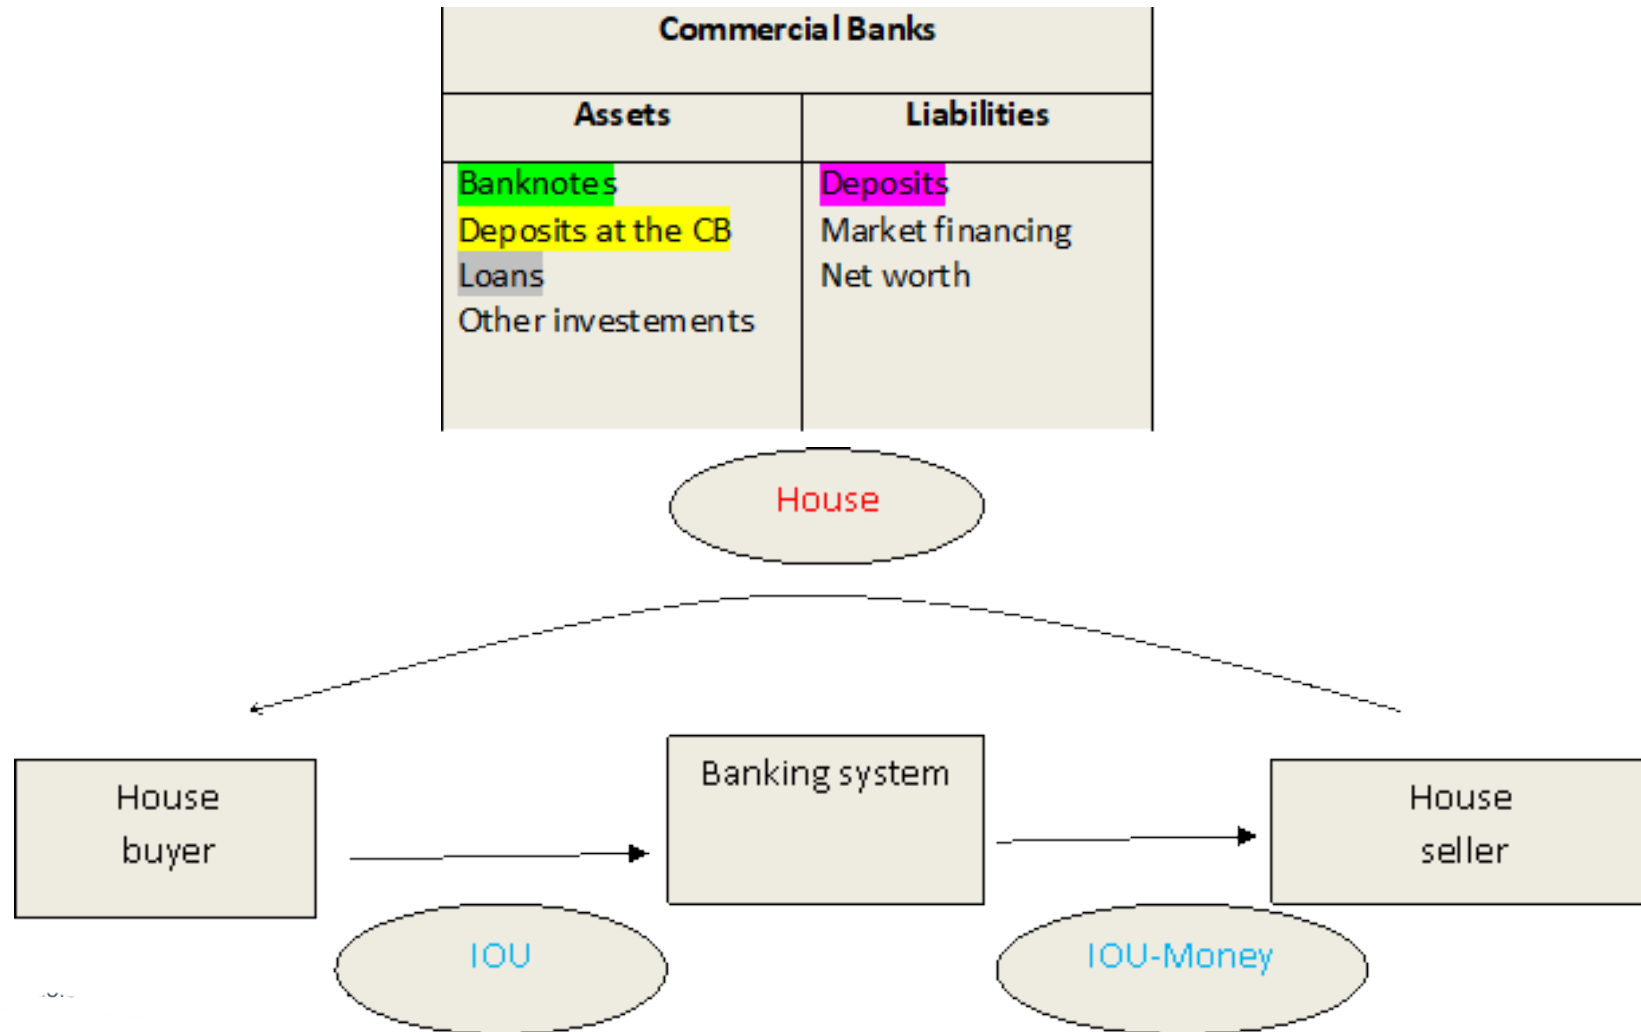 Commercial Banks
Assets
Liabilities
Banknotes
Deposits at the CB
Loans
Other investements
Deposits
Market financing
Net worth
House
House
buyer
Banking system
House
seller
IOU
IOU-Money